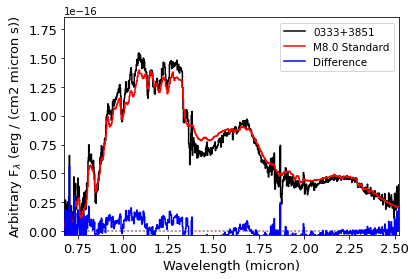 1e−16
0333+3851
M8.0 Standard
Difference
Arbitrary Fλ (erg / (cm2 micron s))
1.75
1.50
1.25
1.00
0.75
0.50
0.25
0.00
0.75 1.00 1.25 1.50 1.75 2.00 2.25 2.50
Wavelength (micron)